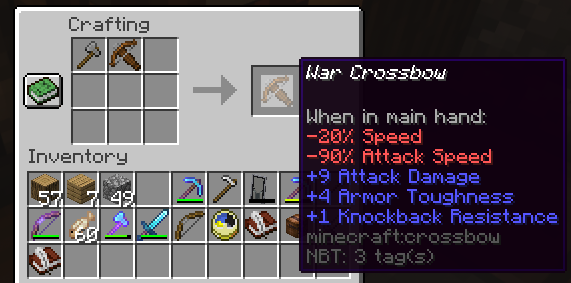 Crafting
War Crossbow
When in main hand:
-20% Speed
-90% Attack Speed
+9 Attack Damage
+4 Armor Toughness
+1 Knockback Resistance
minecraft:crossbow
NBT: 3 tag(s)
Inventory
57 7 49
60